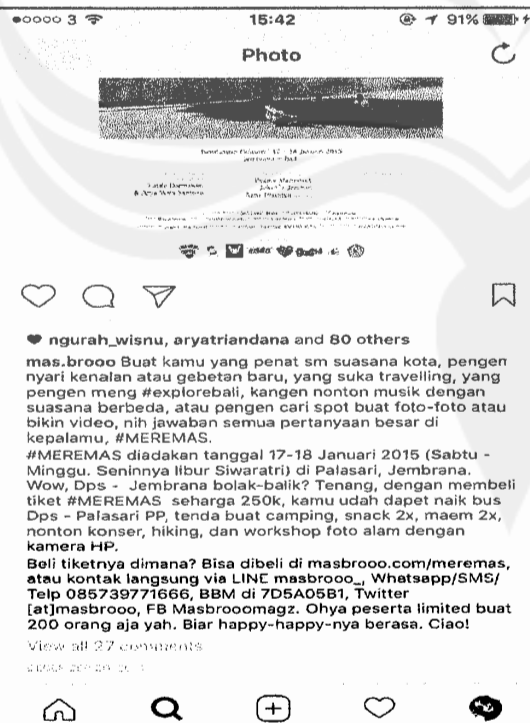 3
15:42
91%
Photo
ngurah_wisnu, aryatriandana and 80 others
mas.brooo Buat kamu yang penat sm suasana kota, pengen
nyari kenalan atau gebetan baru, yang suka travelling, yang
pengen meng #explorebali, kangen nonton musik dengan
suasana berbeda, atau pengen cari spot buat foto-foto atau
bikin video, nih jawaban semua pertanyaan besar di
kepalamu, #MEREMAS.
#MEREMAS diadakan tanggal 17-18 Januari 2015 (Sabtu -
Minggu. Seninnya libur Siwaratri) di Palasari, Jembrana.
Wow, Dps - Jembrana bolak-balik? Tenang, dengan membeli
tiket #MEREMAS seharga 250k, kamu udah dapet naik bus
Dps - Palasari PP, tenda buat camping, snack 2x, maem 2x,
nonton konser, hiking, dan workshop foto alam dengan
kamera HP.
Beli tiketnya dimana? Bisa dibeli di masbrooo.com/meremas,
atau kontak langsung via LINE masbrooo_, Whatsapp/SMS/
Telp 085739771666, BBM di 7D5A05B1, Twitter
[at]masbrooo, FB Masbrooomagz. Ohya peserta limited buat
200 orang aja yah. Biar happy-happy-nya berasa. Ciao!
View all 27 comments